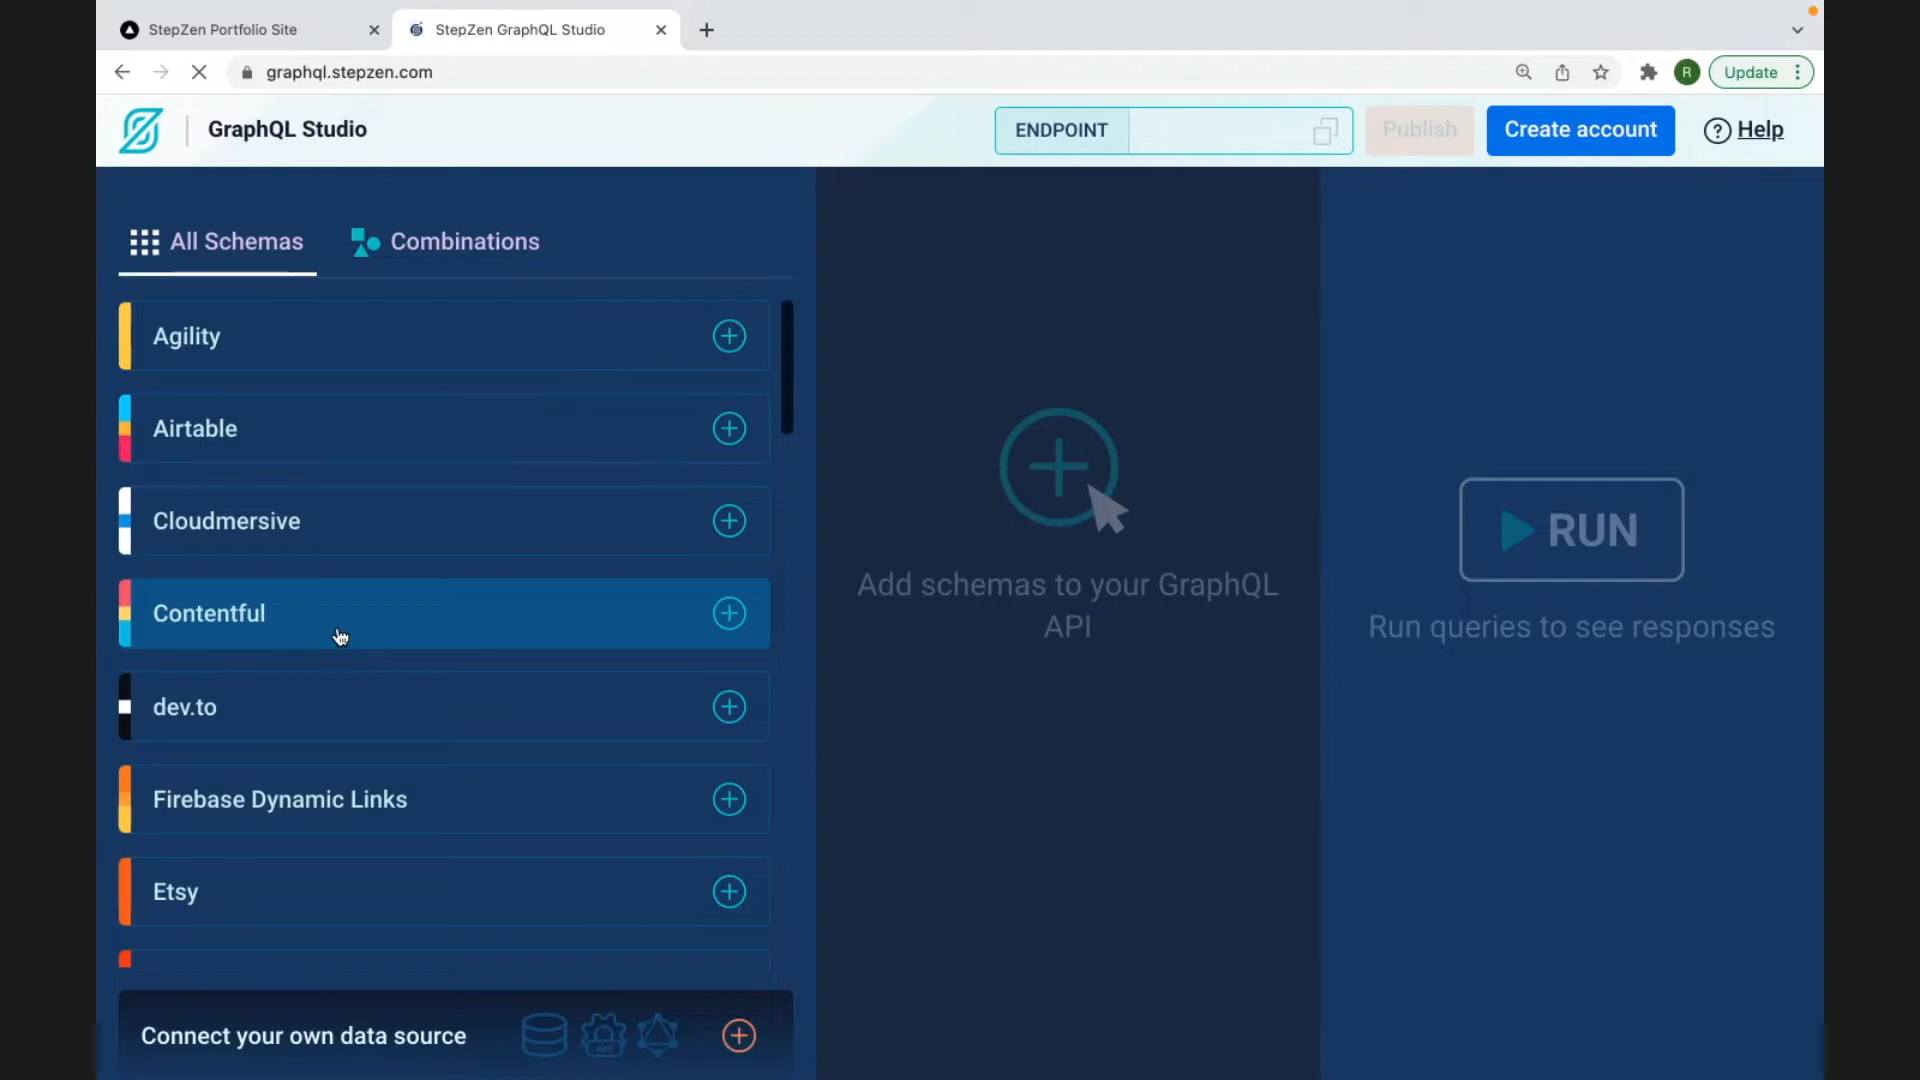 StepZen Portfolio Site
StepZen GraphQL Studio
graphql.stepzen.com
R
Update
GraphQL Studio
ENDPOINT
Publish
Create account
? Help
All Schemas
Combinations
Agility
Airtable
Cloudmersive
Contentful
dev.to
Firebase Dynamic Links
Etsy
Connect your own data source
API
Add schemas to your GraphQL
API
RUN
Run queries to see responses